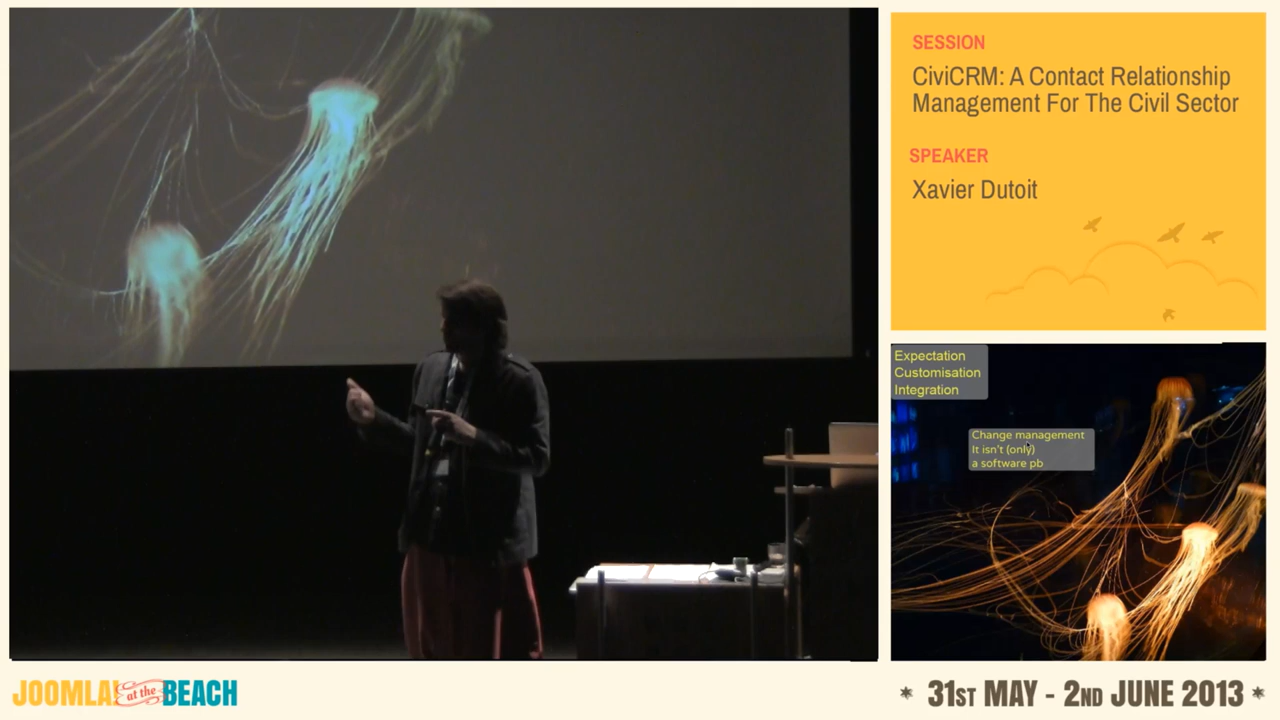 SESSION
CiviCRM: A Contact Relationship
Management For The Civil Sector
SPEAKER
Xavier Dutoit
Expectation
Customisation
Integration
Change management
It isn't (only)
a software pb
JOOMLA! at the BEACH
* 31ST MAY - 2ND JUNE 2013 *